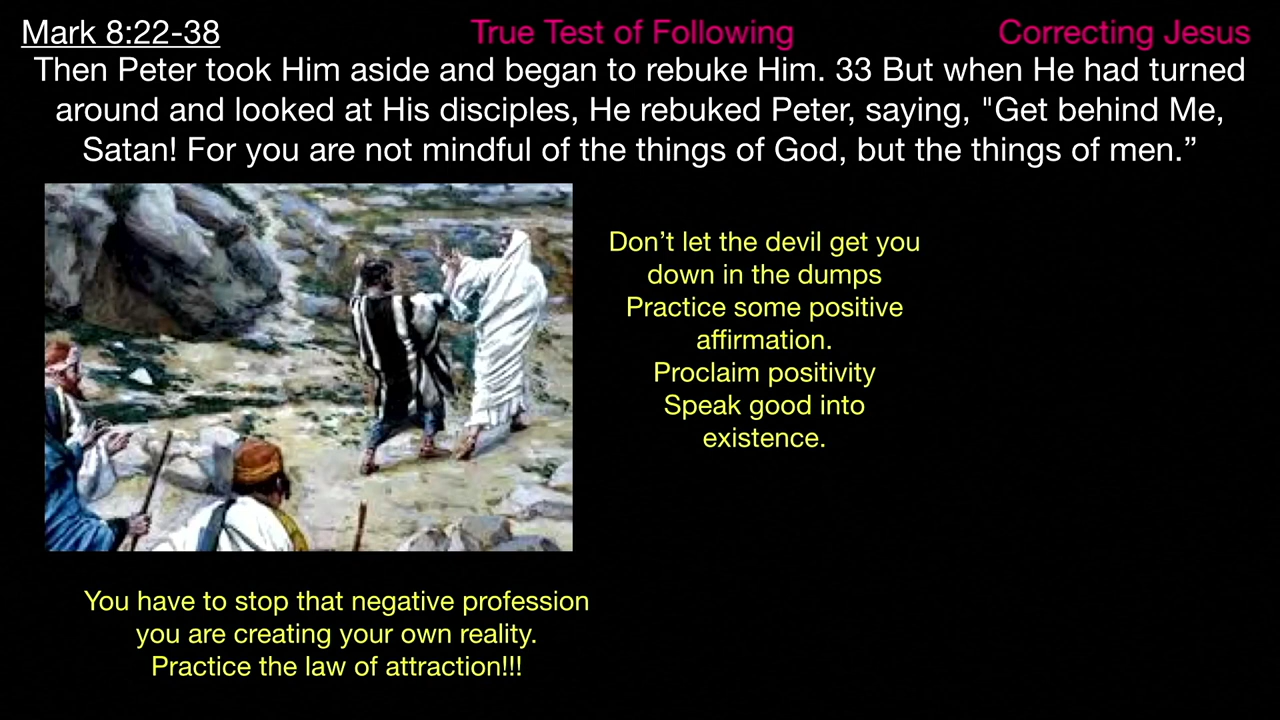 Mark 8:22-38 True Test of Following Correcting Jesus
Then Peter took Him aside and began to rebuke Him. 33 But when He had turned
around and looked at His disciples, He rebuked Peter, saying, "Get behind Me,
Satan! For you are not mindful of the things of God, but the things of men.”
Don’t let the devil get you
down in the dumps
Practice some positive
affirmation.
Proclaim positivity
Speak good into
existence.
You have to stop that negative profession
you are creating your own reality.
Practice the law of attraction!!!